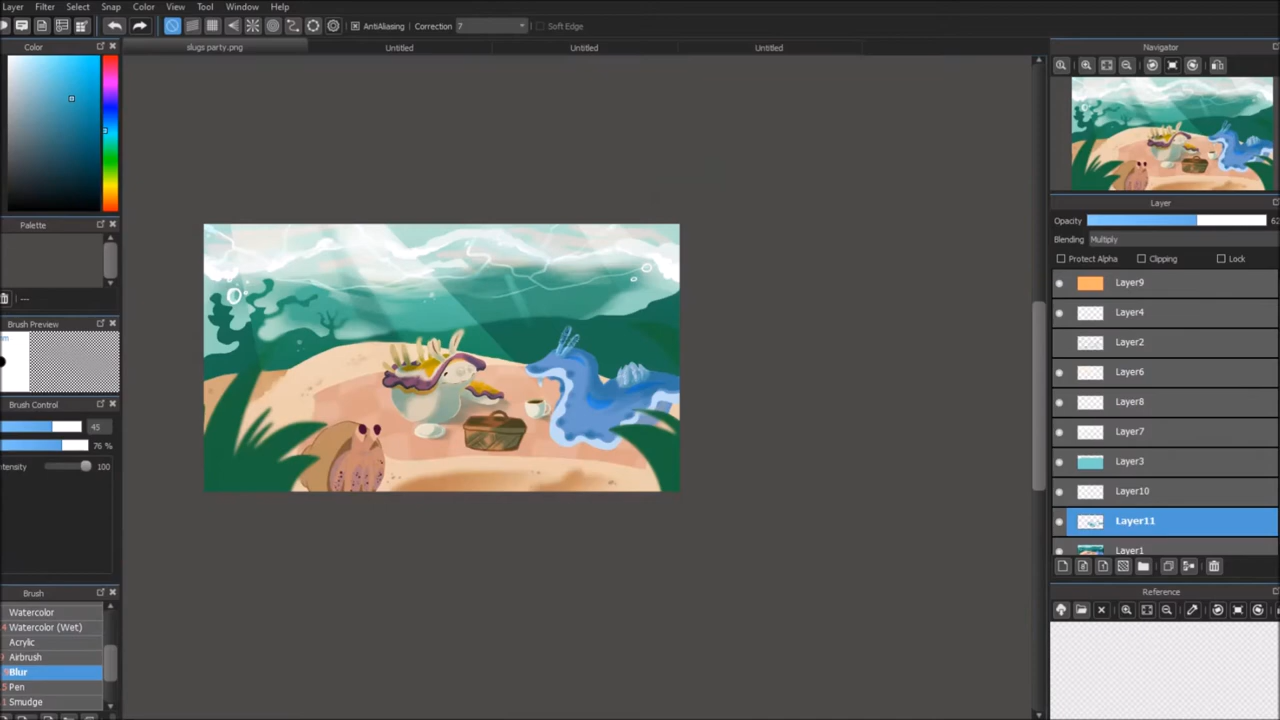 Layer Filter Select Snap Color View Tool Window Help
AntiAliasing Correction 7 Soft Edge
Color
slugs party.png Untitled Untitled Untitled
Navigator
Palette
---
Brush Preview
Brush Control
45
76 %
100
Brush
Watercolor
Watercolor (Wet)
Acrylic
Airbrush
Blur
Pen
Smudge
Layer
Opacity
Blending Multiply
Protect Alpha Clipping Lock
Layer9
Layer4
Layer2
Layer6
Layer8
Layer7
Layer3
Layer10
Layer11
Layer1
Reference